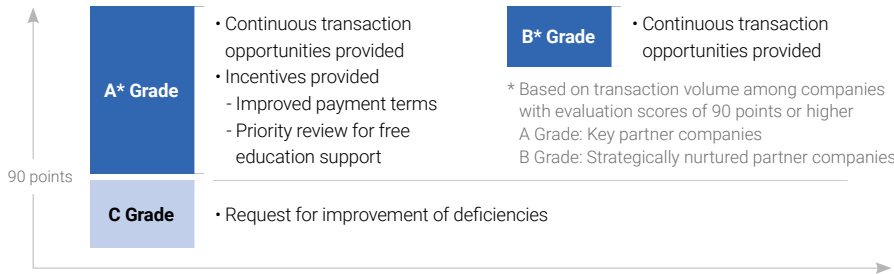 A* Grade
• Continuous transaction
opportunities provided
• Incentives provided
- Improved payment terms
- Priority review for free
education support
B* Grade
• Continuous transaction
opportunities provided
* Based on transaction volume among companies
with evaluation scores of 90 points or higher
A Grade: Key partner companies
B Grade: Strategically nurtured partner companies
90 points
C Grade
• Request for improvement of deficiencies